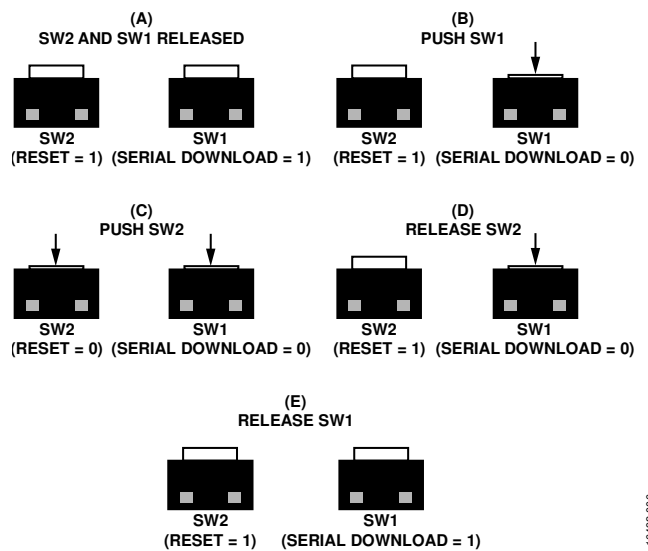 (A)
SW2 AND SW1 RELEASED
SW2
(RESET = 1)
SW1
(SERIAL DOWNLOAD = 1)
(B)
PUSH SW1
SW2
(RESET = 1)
SW1
(SERIAL DOWNLOAD = 0)
(C)
PUSH SW2
SW2
(RESET = 0)
SW1
(SERIAL DOWNLOAD = 0)
(D)
RELEASE SW2
SW2
(RESET = 1)
SW1
(SERIAL DOWNLOAD = 0)
(E)
RELEASE SW1
SW2
(RESET = 1)
SW1
(SERIAL DOWNLOAD = 1)